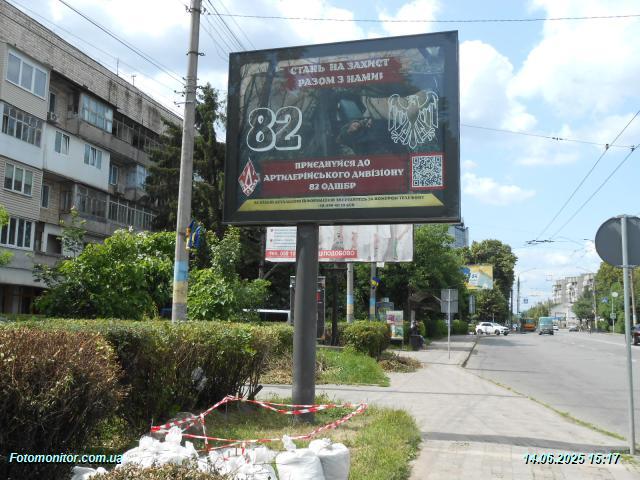 СТАНЬ НА ЗАХИСТ
РАЗОМ З НАМИ!
82
ПРИЄДНУЙСЯ ДО
АРТИЛЕРІЙСЬКОГО ДИВІЗІОНУ
82 ОДШБР
ЦІЛОДОБОВО
Fotomonitor.com.ua
14.06.2025 15:17